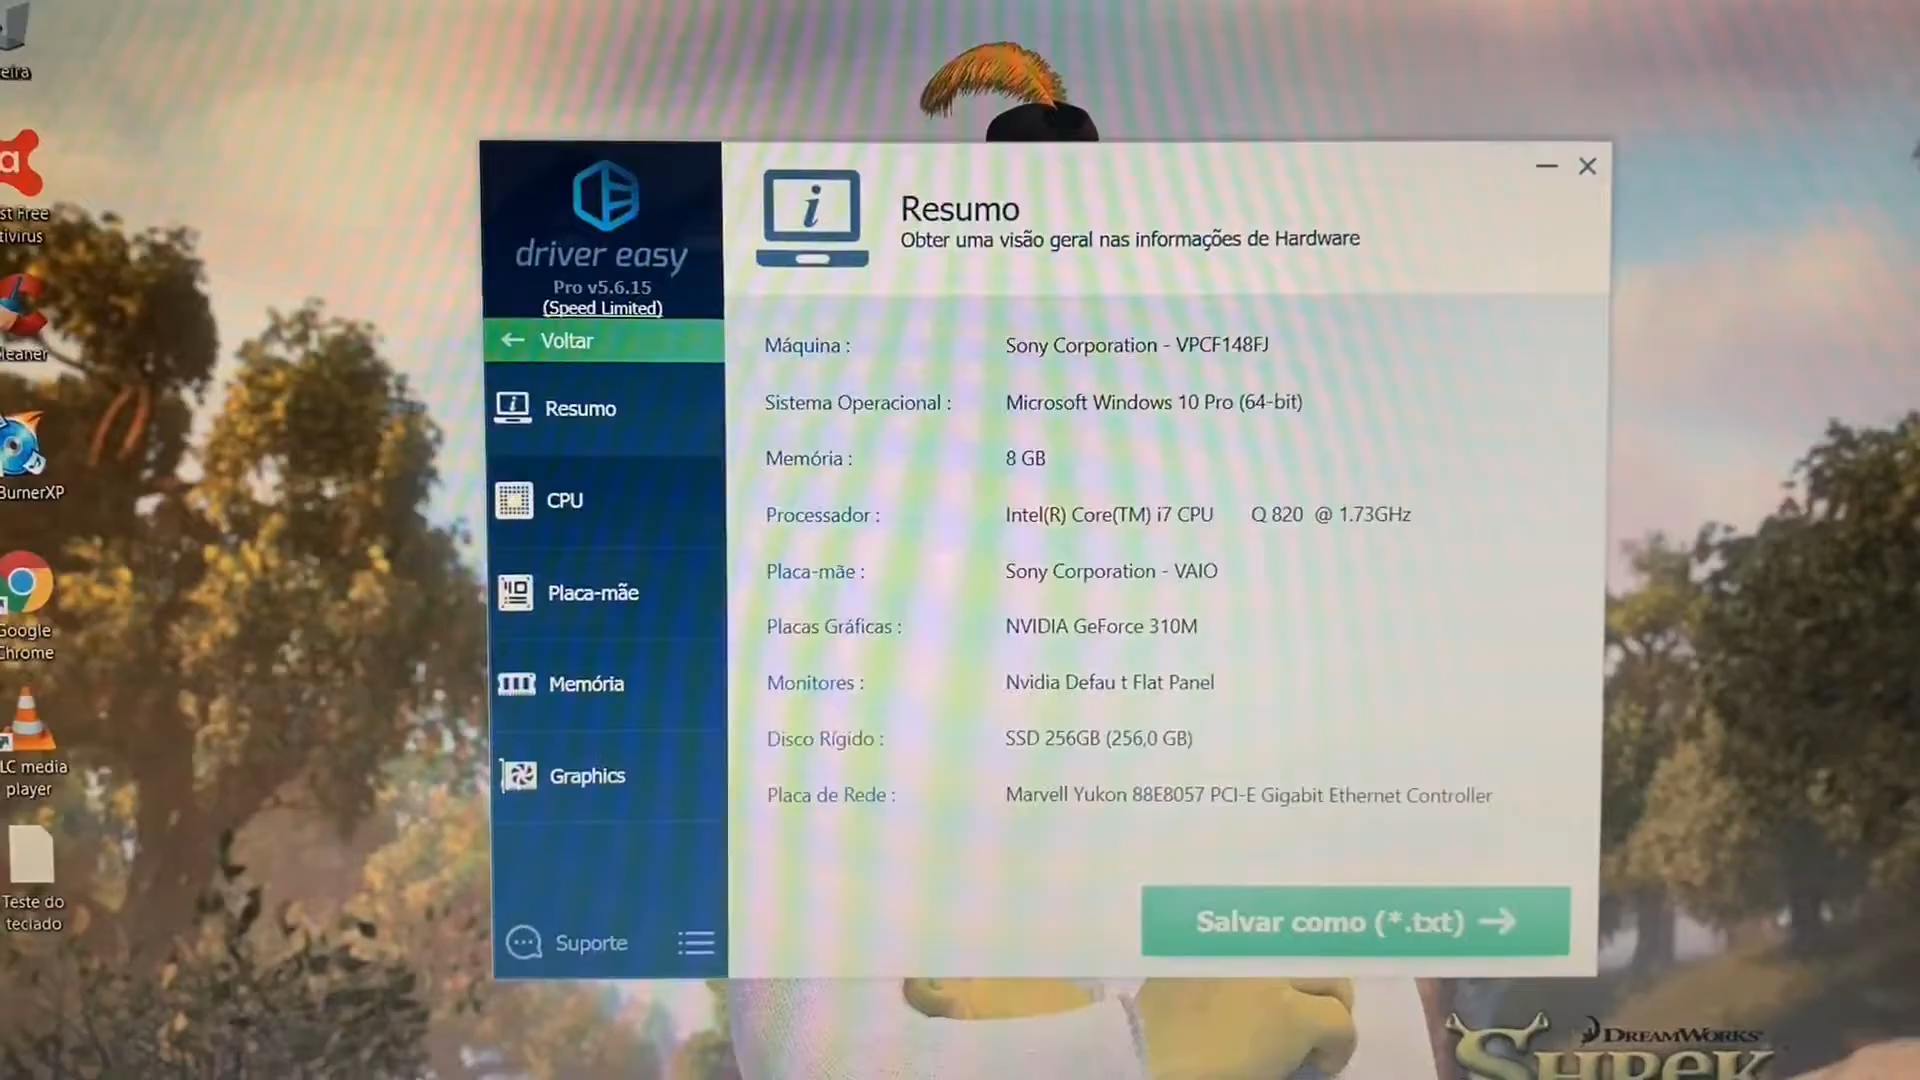 eira
a
st Free
tivirus
leaner
BurnerXP
Google
Chrome
LC media
player
Teste do
teclado
driver easy
Pro v5.6.15
(Speed Limited)
Voltar
Resumo
CPU
Placa-mãe
Memória
Graphics
Suporte
Resumo
Obter uma visão geral nas informações de Hardware
Máquina : Sony Corporation - VPCF148FJ
Sistema Operacional : Microsoft Windows 10 Pro (64-bit)
Memória : 8 GB
Processador : Intel(R) Core(TM) i7 CPU Q 820 @ 1.73GHz
Placa-mãe : Sony Corporation - VAIO
Placas Gráficas : NVIDIA GeForce 310M
Monitores : Nvidia Defau t Flat Panel
Disco Rígido : SSD 256GB (256,0 GB)
Placa de Rede : Marvell Yukon 88E8057 PCI-E Gigabit Ethernet Controller
Salvar como (*.txt)
DREAMWORKS
SHREK